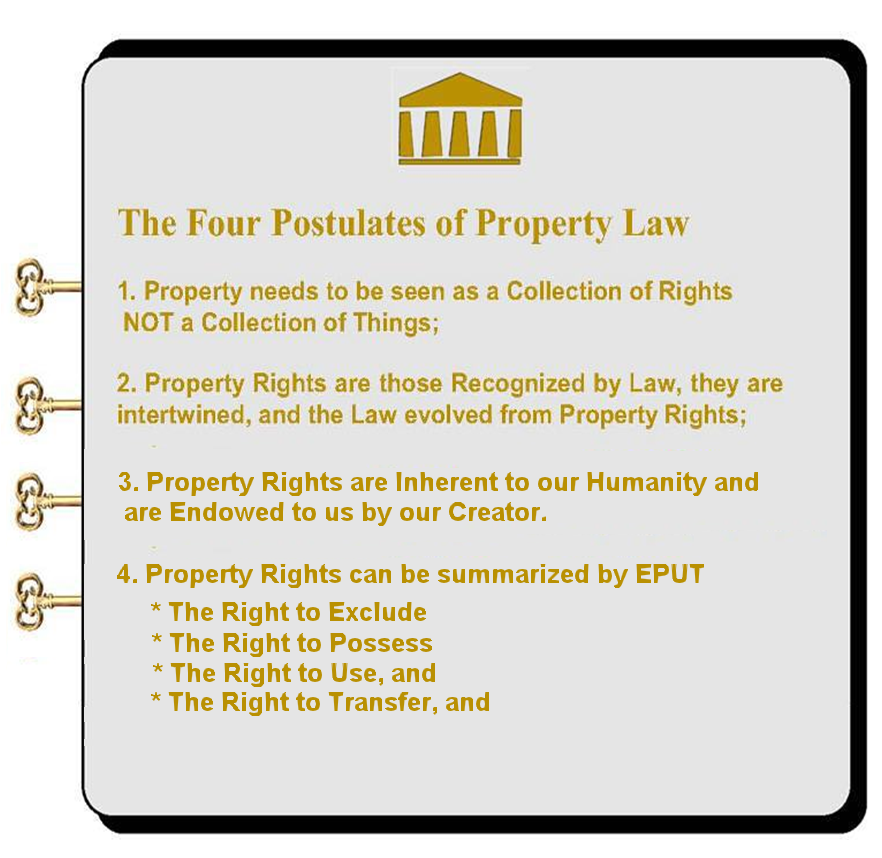 The Four Postulates of Property Law
1. Property needs to be seen as a Collection of Rights
NOT a Collection of Things;
2. Property Rights are those Recognized by Law, they are
intertwined, and the Law evolved from Property Rights;
3. Property Rights are Inherent to our Humanity and
are Endowed to us by our Creator.
4. Property Rights can be summarized by EPUT
* The Right to Exclude
* The Right to Possess
* The Right to Use, and
* The Right to Transfer, and